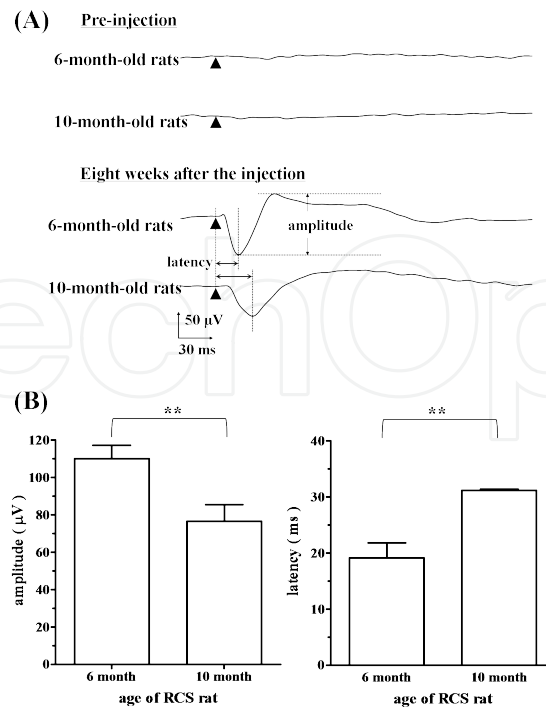 (A)
Pre-injection
6-month-old rats
10-month-old rats
Eight weeks after the injection
6-month-old rats
amplitude
latency
10-month-old rats
50 μV
30 ms
echOp
(B)
**
120
100
80
60
40
20
0
amplitude ( μV )
6 month
10 month
age of RCS rat
**
40
30
20
10
0
latency ( ms )
6 month
10 month
age of RCS rat